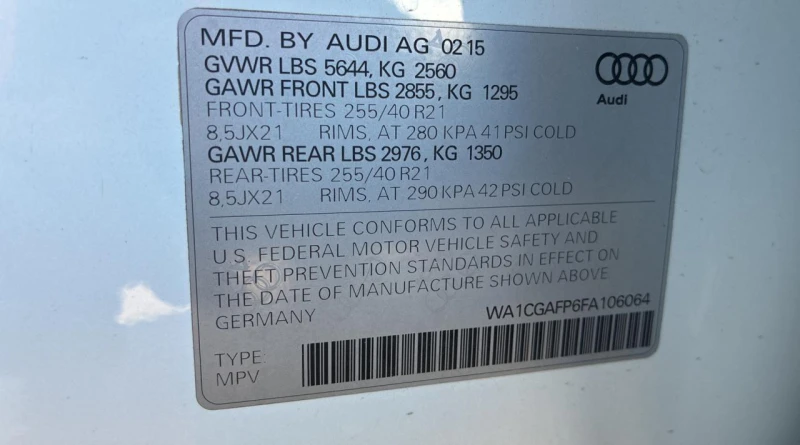 MFD. BY AUDI AG 02 15
GVWR LBS 5644, KG 2560
GAWR FRONT LBS 2855, KG 1295
FRONT-TIRES 255/40 R21
8,5JX21 RIMS, AT 280 KPA 41 PSI COLD
GAWR REAR LBS 2976, KG 1350
REAR-TIRES 255/40 R21
8,5JX21 RIMS, AT 290 KPA 42 PSI COLD
Audi
THIS VEHICLE CONFORMS TO ALL APPLICABLE
U.S. FEDERAL MOTOR VEHICLE SAFETY AND
THEFT PREVENTION STANDARDS IN EFFECT ON
THE DATE OF MANUFACTURE SHOWN ABOVE
GERMANY
WA1CGAFP6FA106064
TYPE
MPV